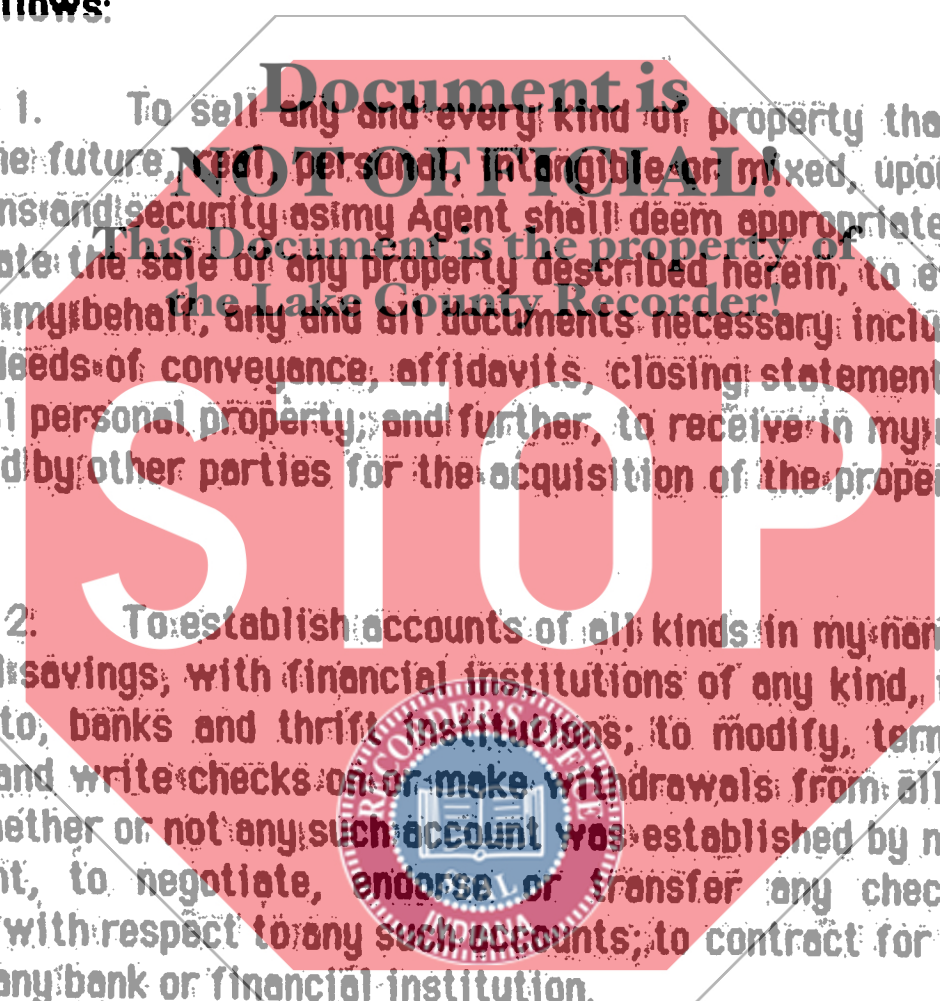 llows:
Document is
1. To sell any and every kind of property tha
NOT OFFICIAL!
he future, real, personal, intangible or mixed, upo
ns and security as my Agent shall deem appropriate
This Document is the property of
ate the sale of any property described herein, to e
the Lake County Recorder!
my behalf, any and all documents necessary inclu
deeds of conveyance, affidavits, closing statement
l personal property; and further, to receive in my
d by other parties for the acquisition of the prope
STOP
2. To establish accounts of all kinds in my nam
savings, with financial institutions of any kind,
to, banks and thrift institutions; to modify, term
and write checks on or make withdrawals from all
hether or not any such account was established by m
nt, to negotiate, endorse or transfer any chec
with respect to any such accounts; to contract for
any bank or financial institution.
RECORDER'S OFFICE
SEAL
INDIANA